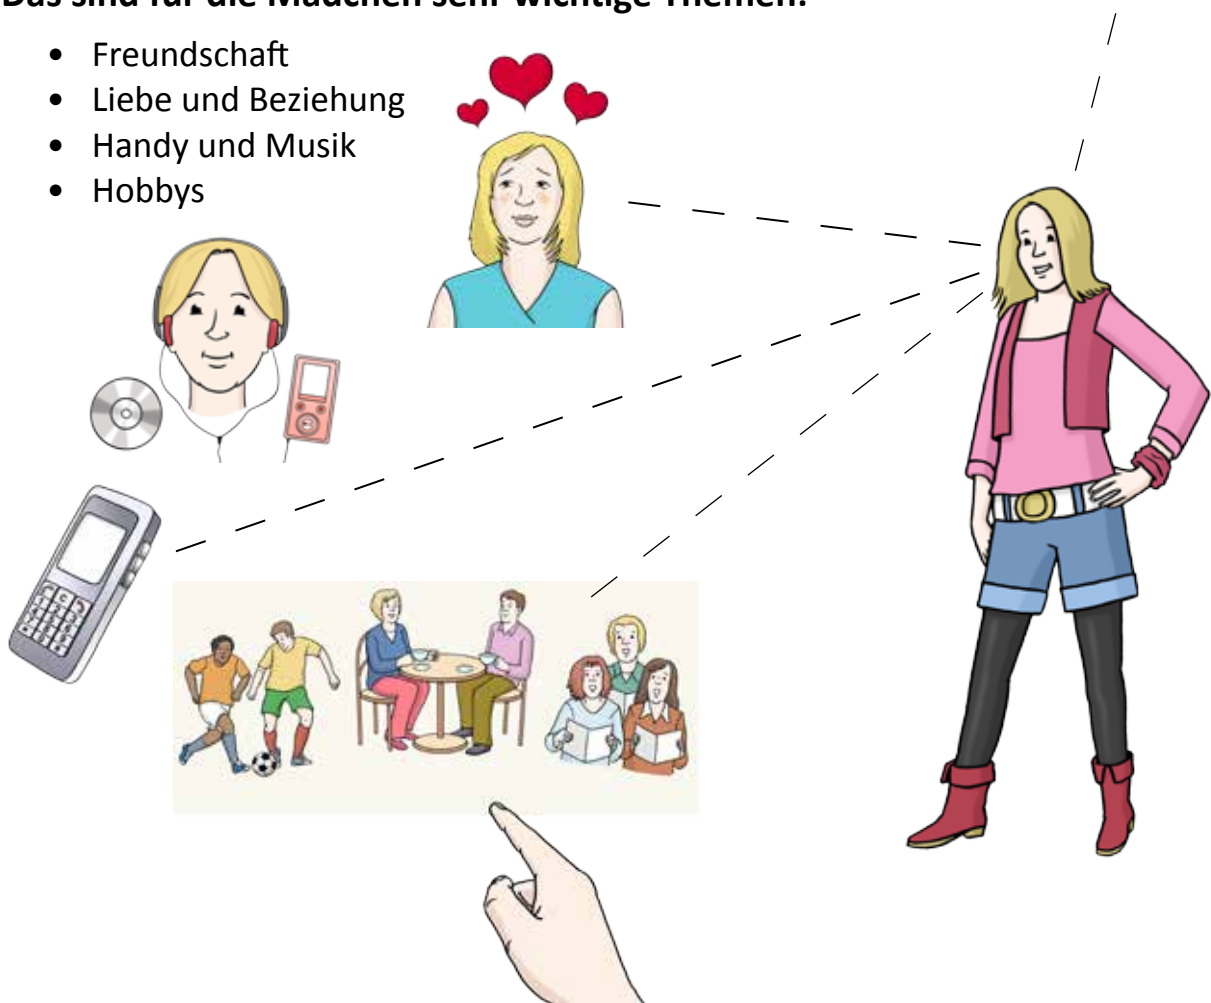 Das sind für die Mädchen sehr wichtige Themen:
• Freundschaft
• Liebe und Beziehung
• Handy und Musik
• Hobbys